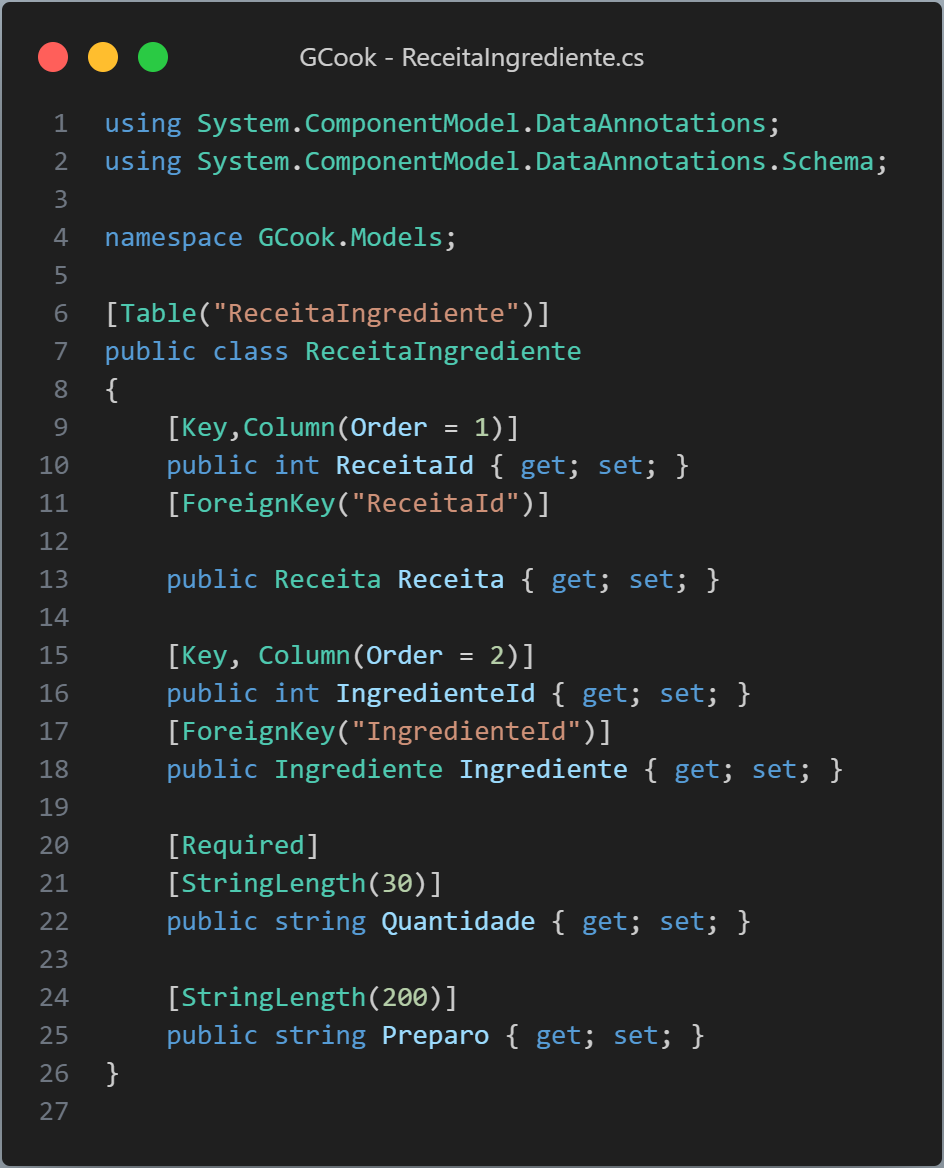 GCook - ReceitaIngrediente.cs
1 using System.ComponentModel.DataAnnotations;
2 using System.ComponentModel.DataAnnotations.Schema;
3
4 namespace GCook.Models;
5
6 [Table("ReceitaIngrediente")]
7 public class ReceitaIngrediente
8 {
9     [Key,Column(Order = 1)]
10     public int ReceitaId { get; set; }
11     [ForeignKey("ReceitaId")]
12
13     public Receita Receita { get; set; }
14
15     [Key, Column(Order = 2)]
16     public int IngredienteId { get; set; }
17     [ForeignKey("IngredienteId")]
18     public Ingrediente Ingrediente { get; set; }
19
20     [Required]
21     [StringLength(30)]
22     public string Quantidade { get; set; }
23
24     [StringLength(200)]
25     public string Preparo { get; set; }
26 }
27